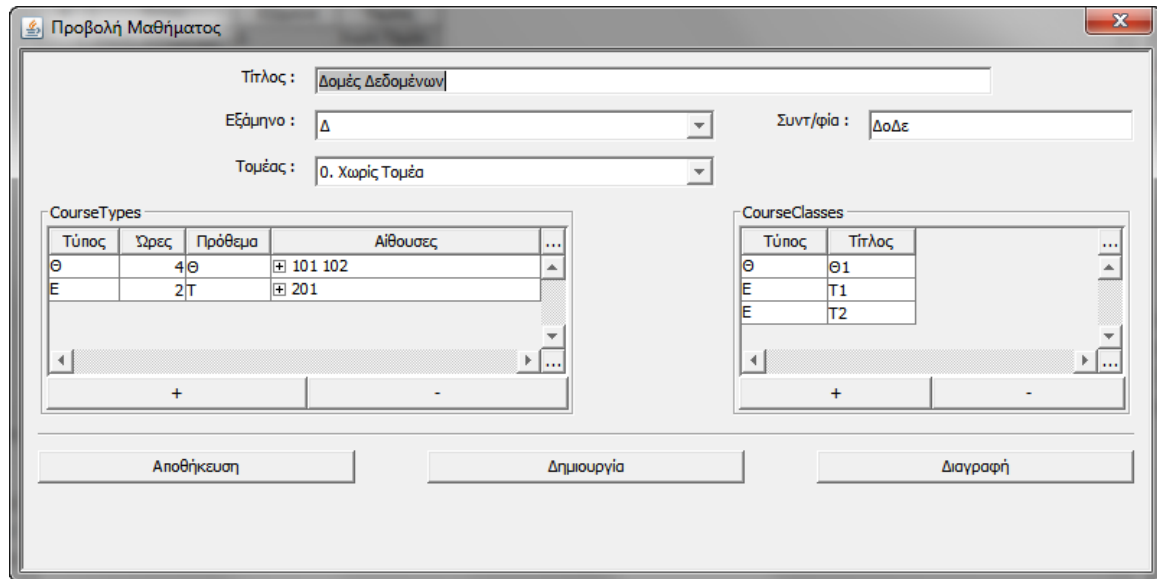 Προβολή Μαθήματος
Τίτλος : Δομές Δεδομένων
Εξάμηνο : Δ Συντ/φία : ΔοΔε
Τομέας : 0. Χωρίς Τομέα
CourseTypes CourseClasses
Τύπος Ώρες Πρόθεμα Αίθουσες ... Τύπος Τίτλος ...
Θ 4 Θ 101 102 Θ Θ1
Ε 2 Τ 201 Ε Τ1
Ε Τ2
... ...
+ - + -
Αποθήκευση Δημιουργία Διαγραφή